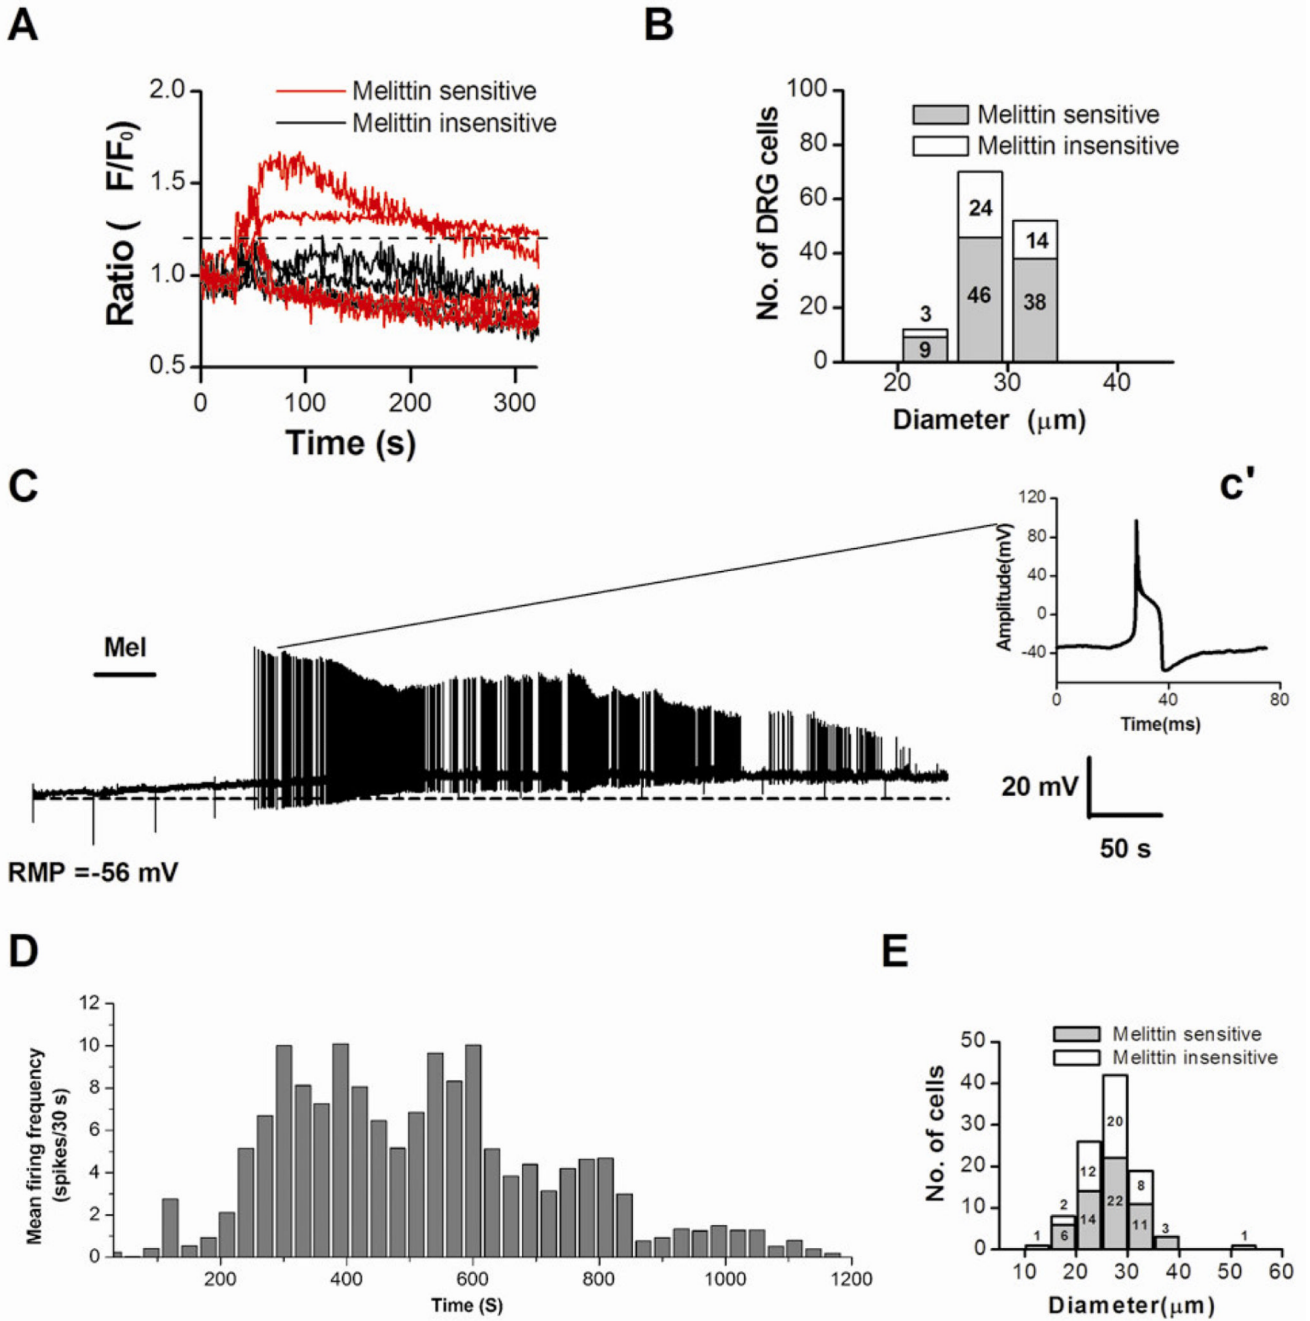 A
2.0
1.5
1.0
0.5
Ratio ( F/F0)
Melittin sensitive
Melittin insensitive
0 100 200 300
Time (s)
B
100
80
60
40
20
0
No. of DRG cells
Melittin sensitive
Melittin insensitive
3
9
24
46
14
38
20 30 40
Diameter (μm)
C
Mel
RMP =-56 mV
c'
120
80
40
0
-40
Amplitude(mV)
0 40 80
Time(ms)
20 mV
50 s
D
12
10
8
6
4
2
0
Mean firing frequency
(spikes/30 s)
200 400 600 800 1000 1200
Time (S)
E
50
40
30
20
10
0
No. of cells
Melittin sensitive
Melittin insensitive
1
2
6
12
14
20
22
8
11
3
1
10 20 30 40 50 60
Diameter(μm)